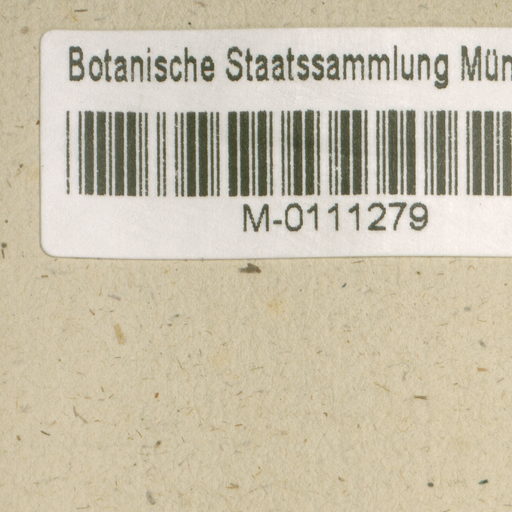 Botanische Staatssammlung Mün
M-0111279